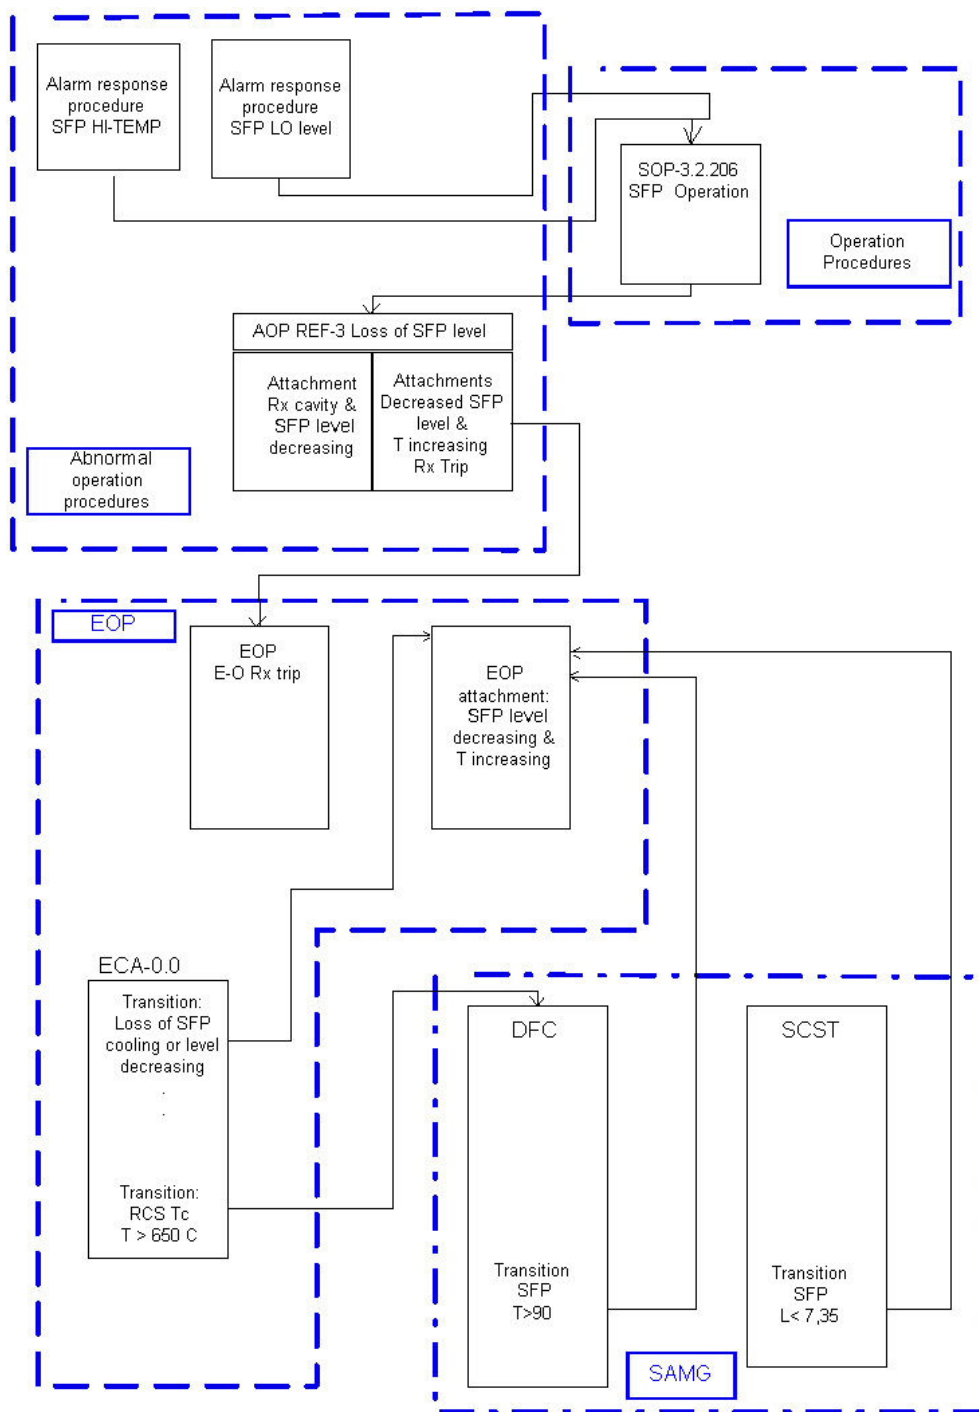 Alarm response
procedure
SFP HI-TEMP
Alarm response
procedure
SFP LO level
SOP-3.2.206
SFP Operation
Operation
Procedures
AOP REF-3 Loss of SFP level
Attachment
Rx cavity &
SFP level
decreasing
Attachments
Decreased SFP
level &
T increasing
Rx Trip
Abnormal
operation
procedures
EOP
EOP
E-O Rx trip
EOP
attachment:
SFP level
decreasing &
T increasing
ECA-0.0
Transition:
Loss of SFP
cooling or level
decreasing
.
.
Transition:
RCS Tc
T > 650 C
DFC
Transition
SFP
T>90
SCST
Transition
SFP
L< 7,35
SAMG